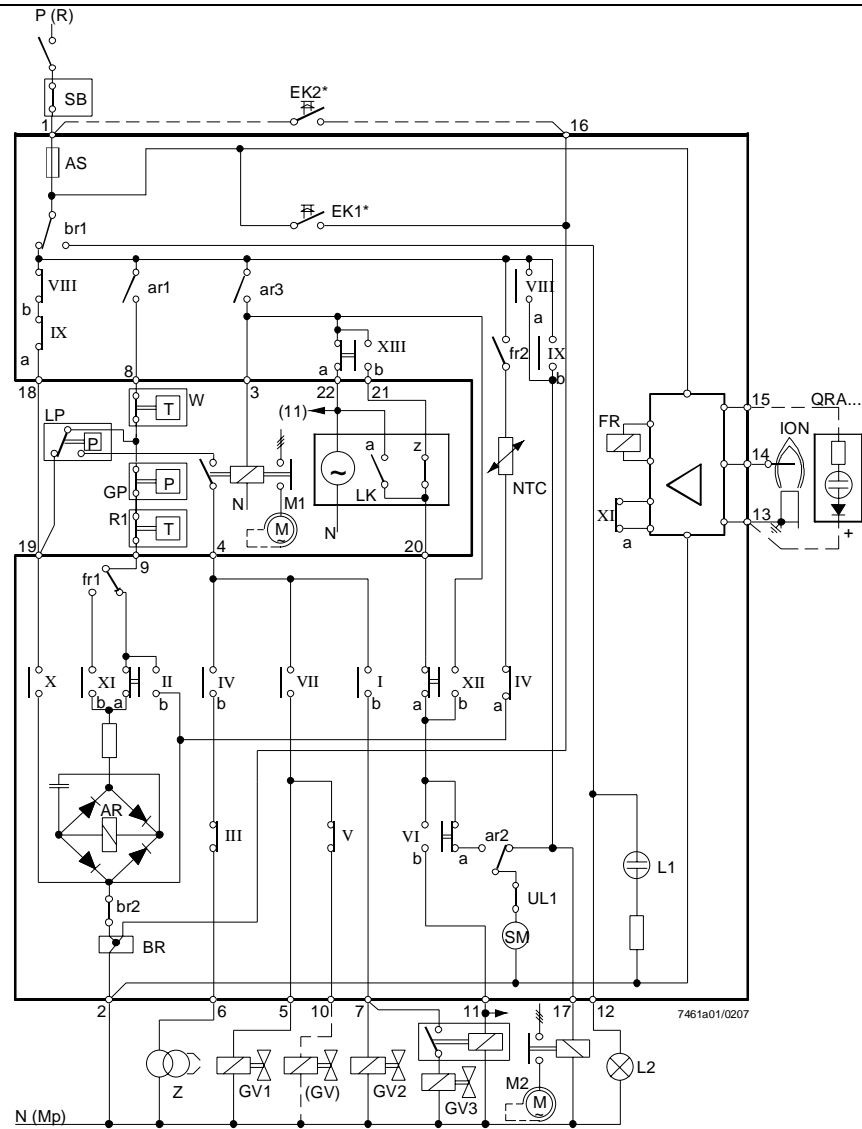 P (R)
SB
EK2*
1
16
AS
EK1*
br1
VIII
ar1
ar3
VIII
b
a
fr2
IX
XIII
IX
a
a
b
b
18
8
3
22
21
15
QRA...
W
T
(11)
LP
P
FR
14
ION
a
z
GP
P
~
NTC
LK
XI
R1
T
N
M1
M
~
N
a
13
+
19
9
4
20
fr1
X
XI
II
IV
VII
I
XII
IV
b
a
b
b
b
a
b
a
AR
III
V
VI
ar2
b
a
L1
UL1
br2
SM
BR
2
6
5
10
7
11
17
12
7461a01/0207
Z
GV1
(GV)
GV2
GV3
M2
M
~
L2
N (Mp)